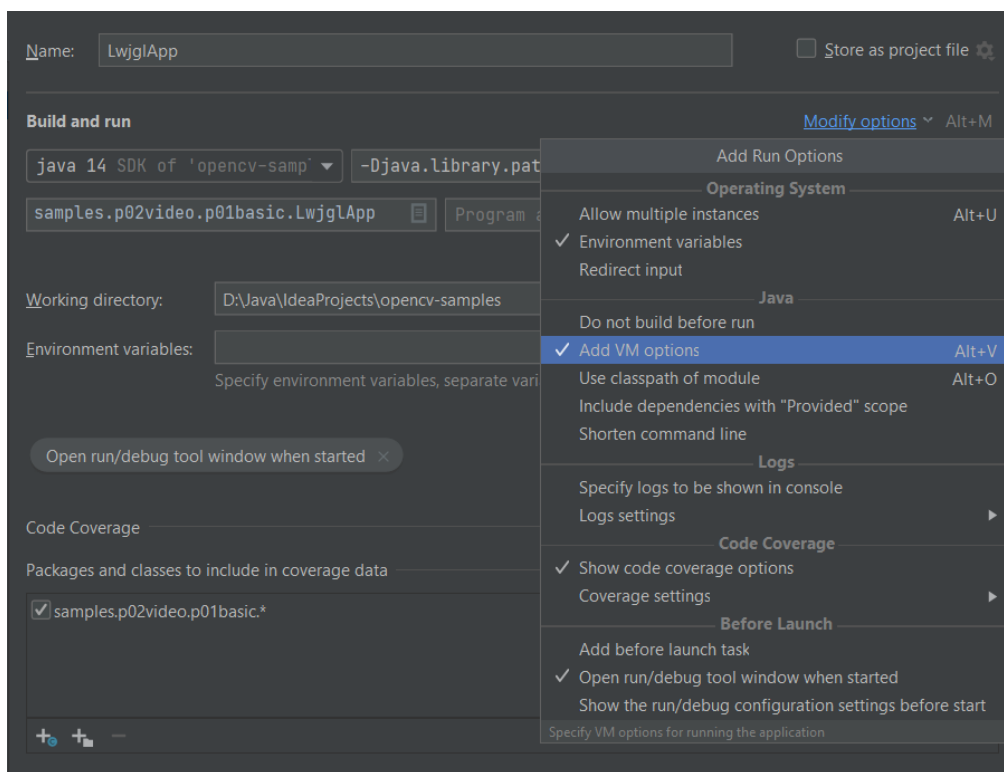 Name: LwjglApp Store as project file
Build and run Modify options Alt+M
java 14 SDK of 'opencv-samp -Djava.library.pat
samples.p02video.p01basic.LwjglApp Program a
Working directory: D:\Java\IdeaProjects\opencv-samples
Environment variables:
Specify environment variables, separate vari
Open run/debug tool window when started
Code Coverage
Packages and classes to include in coverage data
samples.p02video.p01basic.*
Add Run Options
Operating System
Allow multiple instances Alt+U
Environment variables
Redirect input
Java
Do not build before run
Add VM options Alt+V
Use classpath of module Alt+O
Include dependencies with "Provided" scope
Shorten command line
Logs
Specify logs to be shown in console
Logs settings
Code Coverage
Show code coverage options
Coverage settings
Before Launch
Add before launch task
Open run/debug tool window when started
Show the run/debug configuration settings before start
Specify VM options for running the application